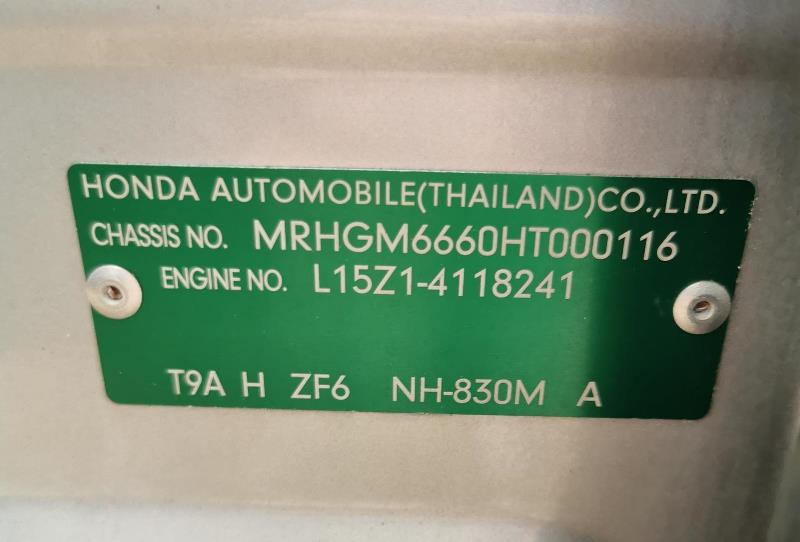 HONDA AUTOMOBILE(THAILAND)CO.,LTD.
CHASSIS NO. MRHGM6660HT000116
ENGINE NO. L15Z1-4118241
T9A H ZF6 NH-830M A